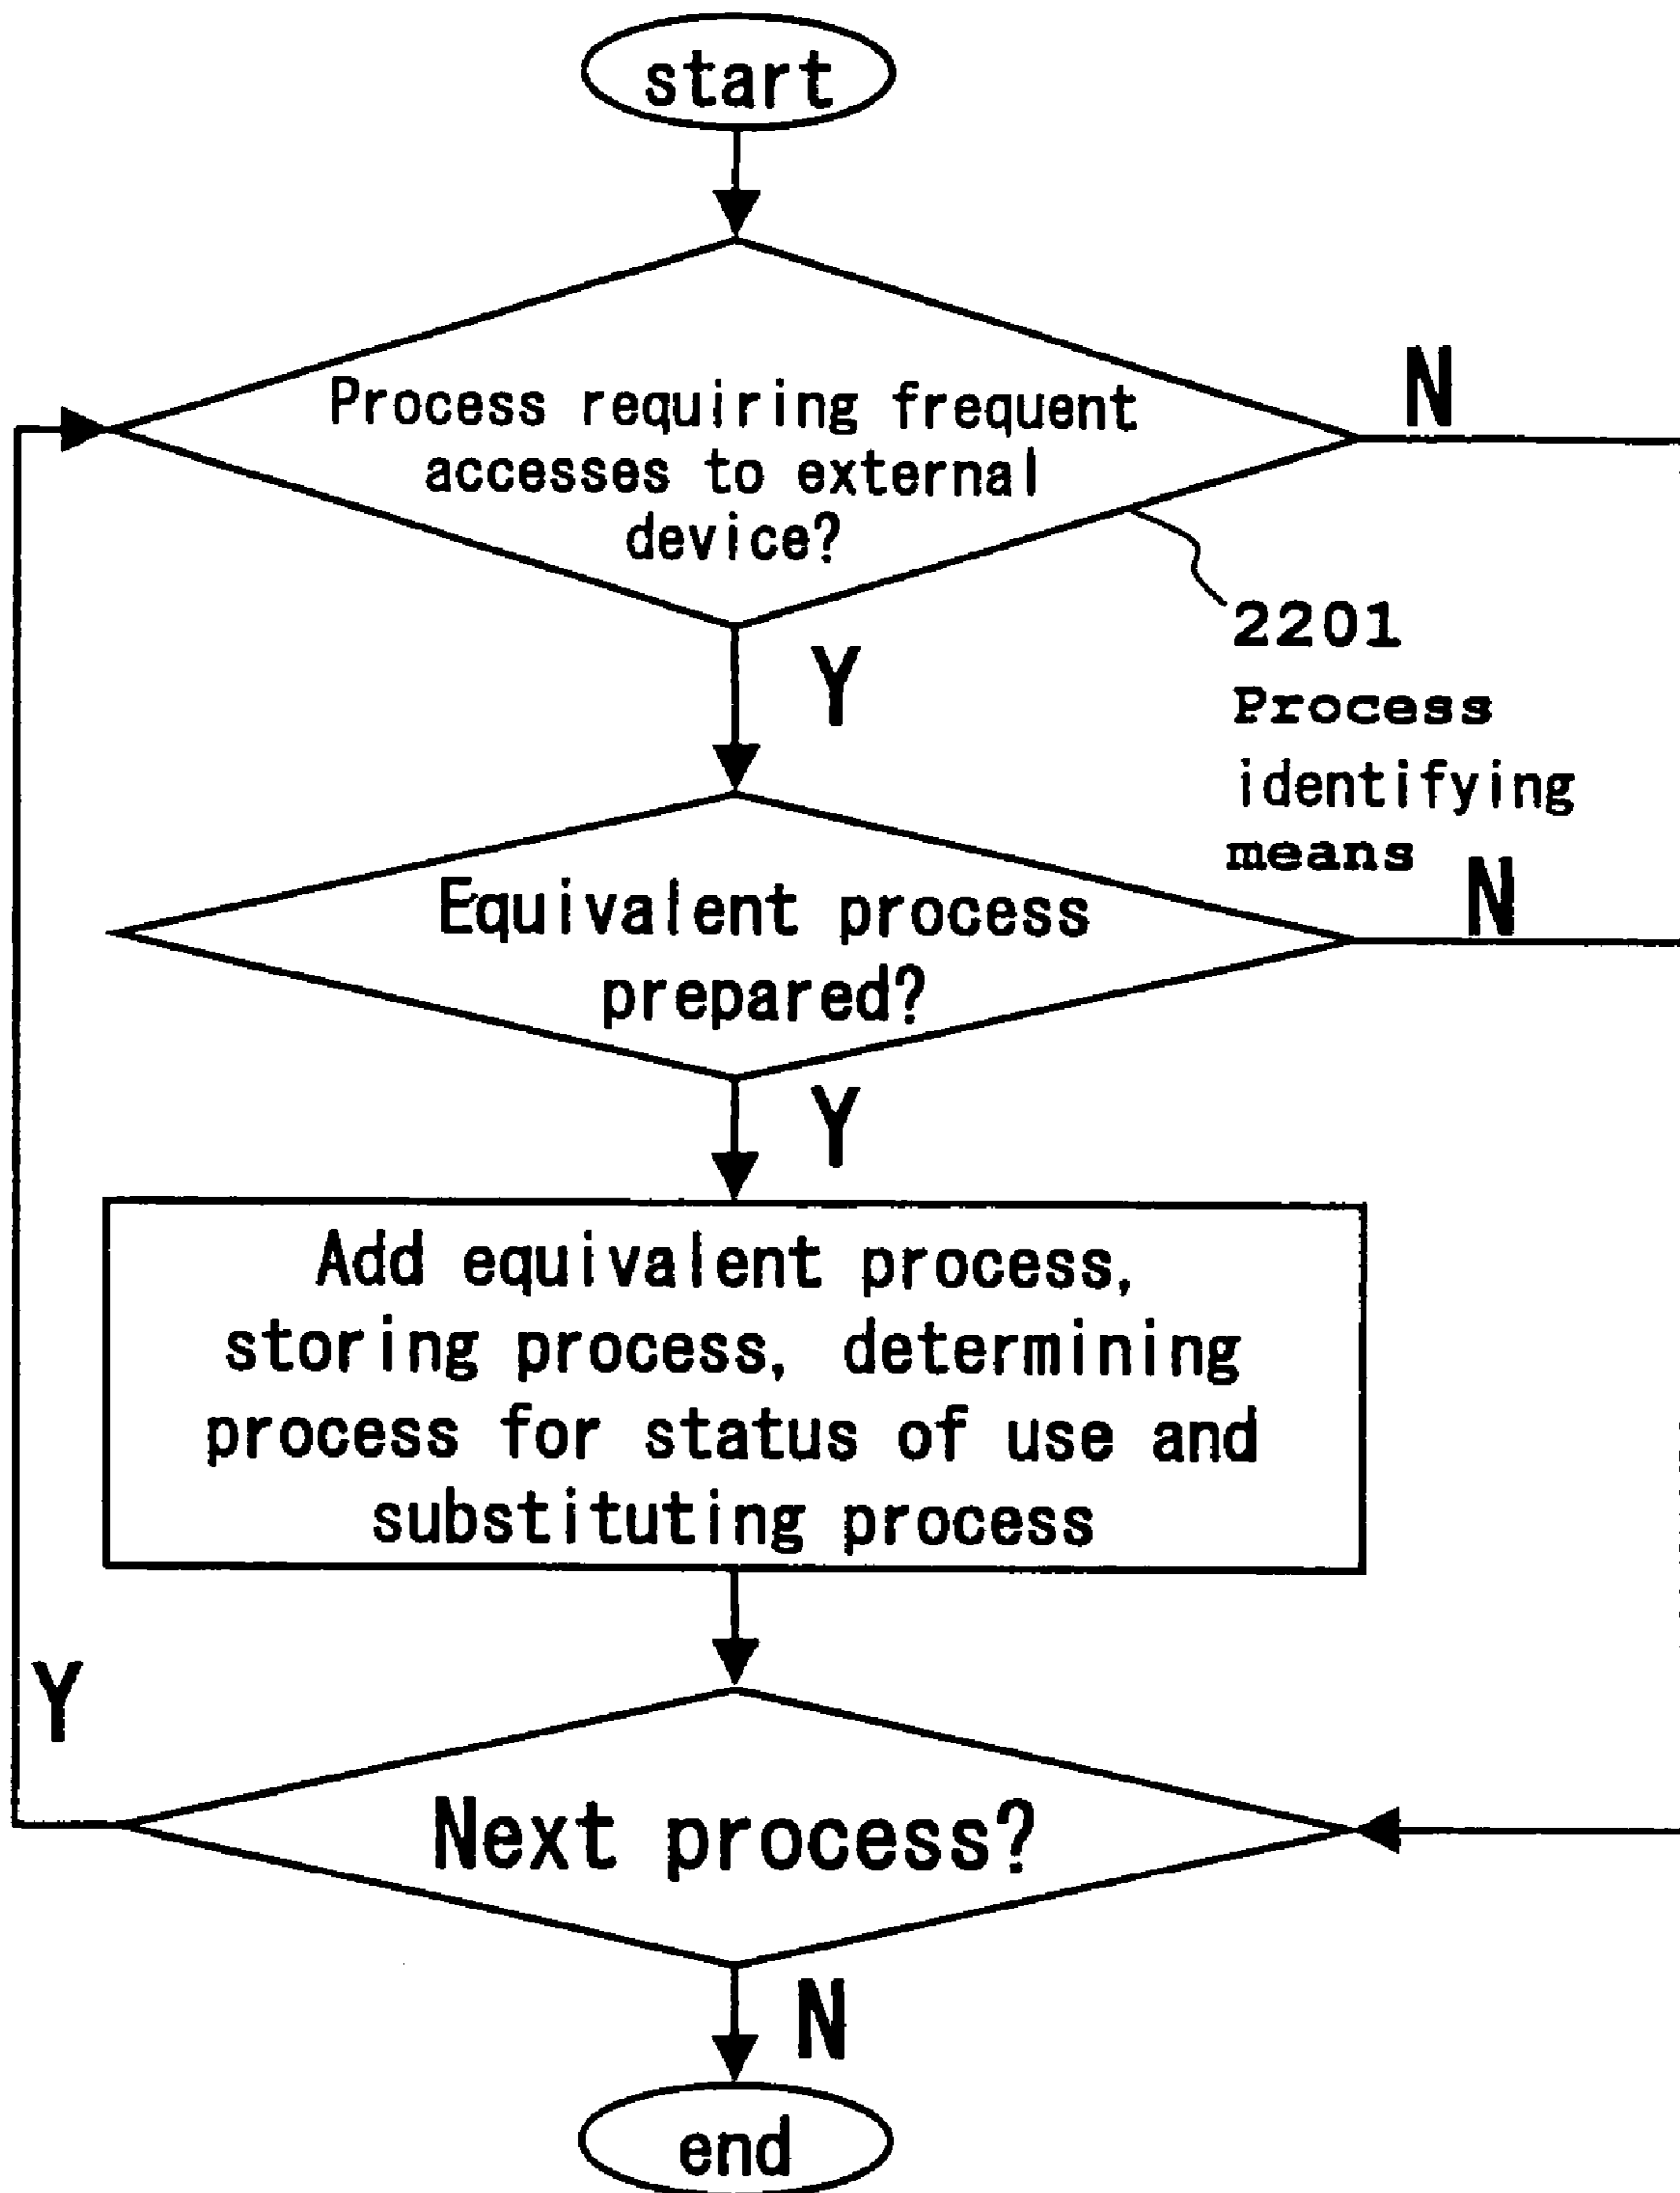 start
Process requiring frequent
accesses to external
device?
N
2201
Process
identifying
means
Y
Equivalent process
prepared?
N
Y
Add equivalent process,
storing process, determining
process for status of use and
substituting process
Y
Next process?
N
end